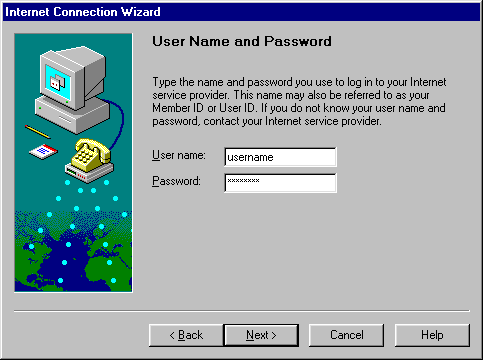 Internet Connection Wizard
User Name and Password
Type the name and password you use to log in to your Internet
service provider. This name may also be referred to as your
Member ID or User ID. If you do not know your user name and
password, contact your Internet service provider.
User name: username
Password: xxxxxxxx
< Back Next > Cancel Help